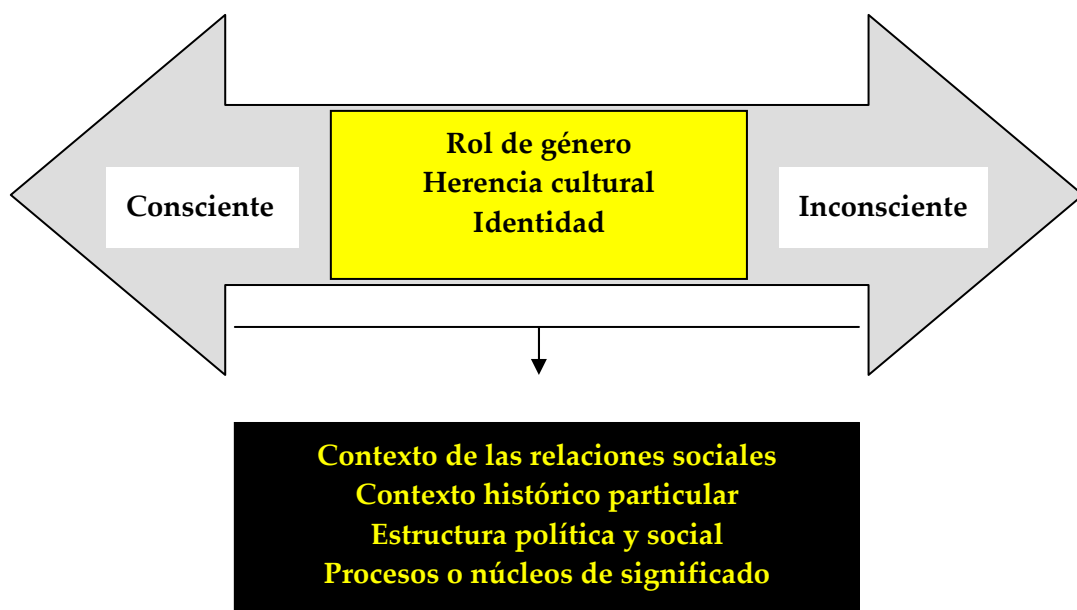 Rol de género
Herencia cultural
Identidad
Consciente
Inconsciente
Contexto de las relaciones sociales
Contexto histórico particular
Estructura política y social
Procesos o núcleos de significado